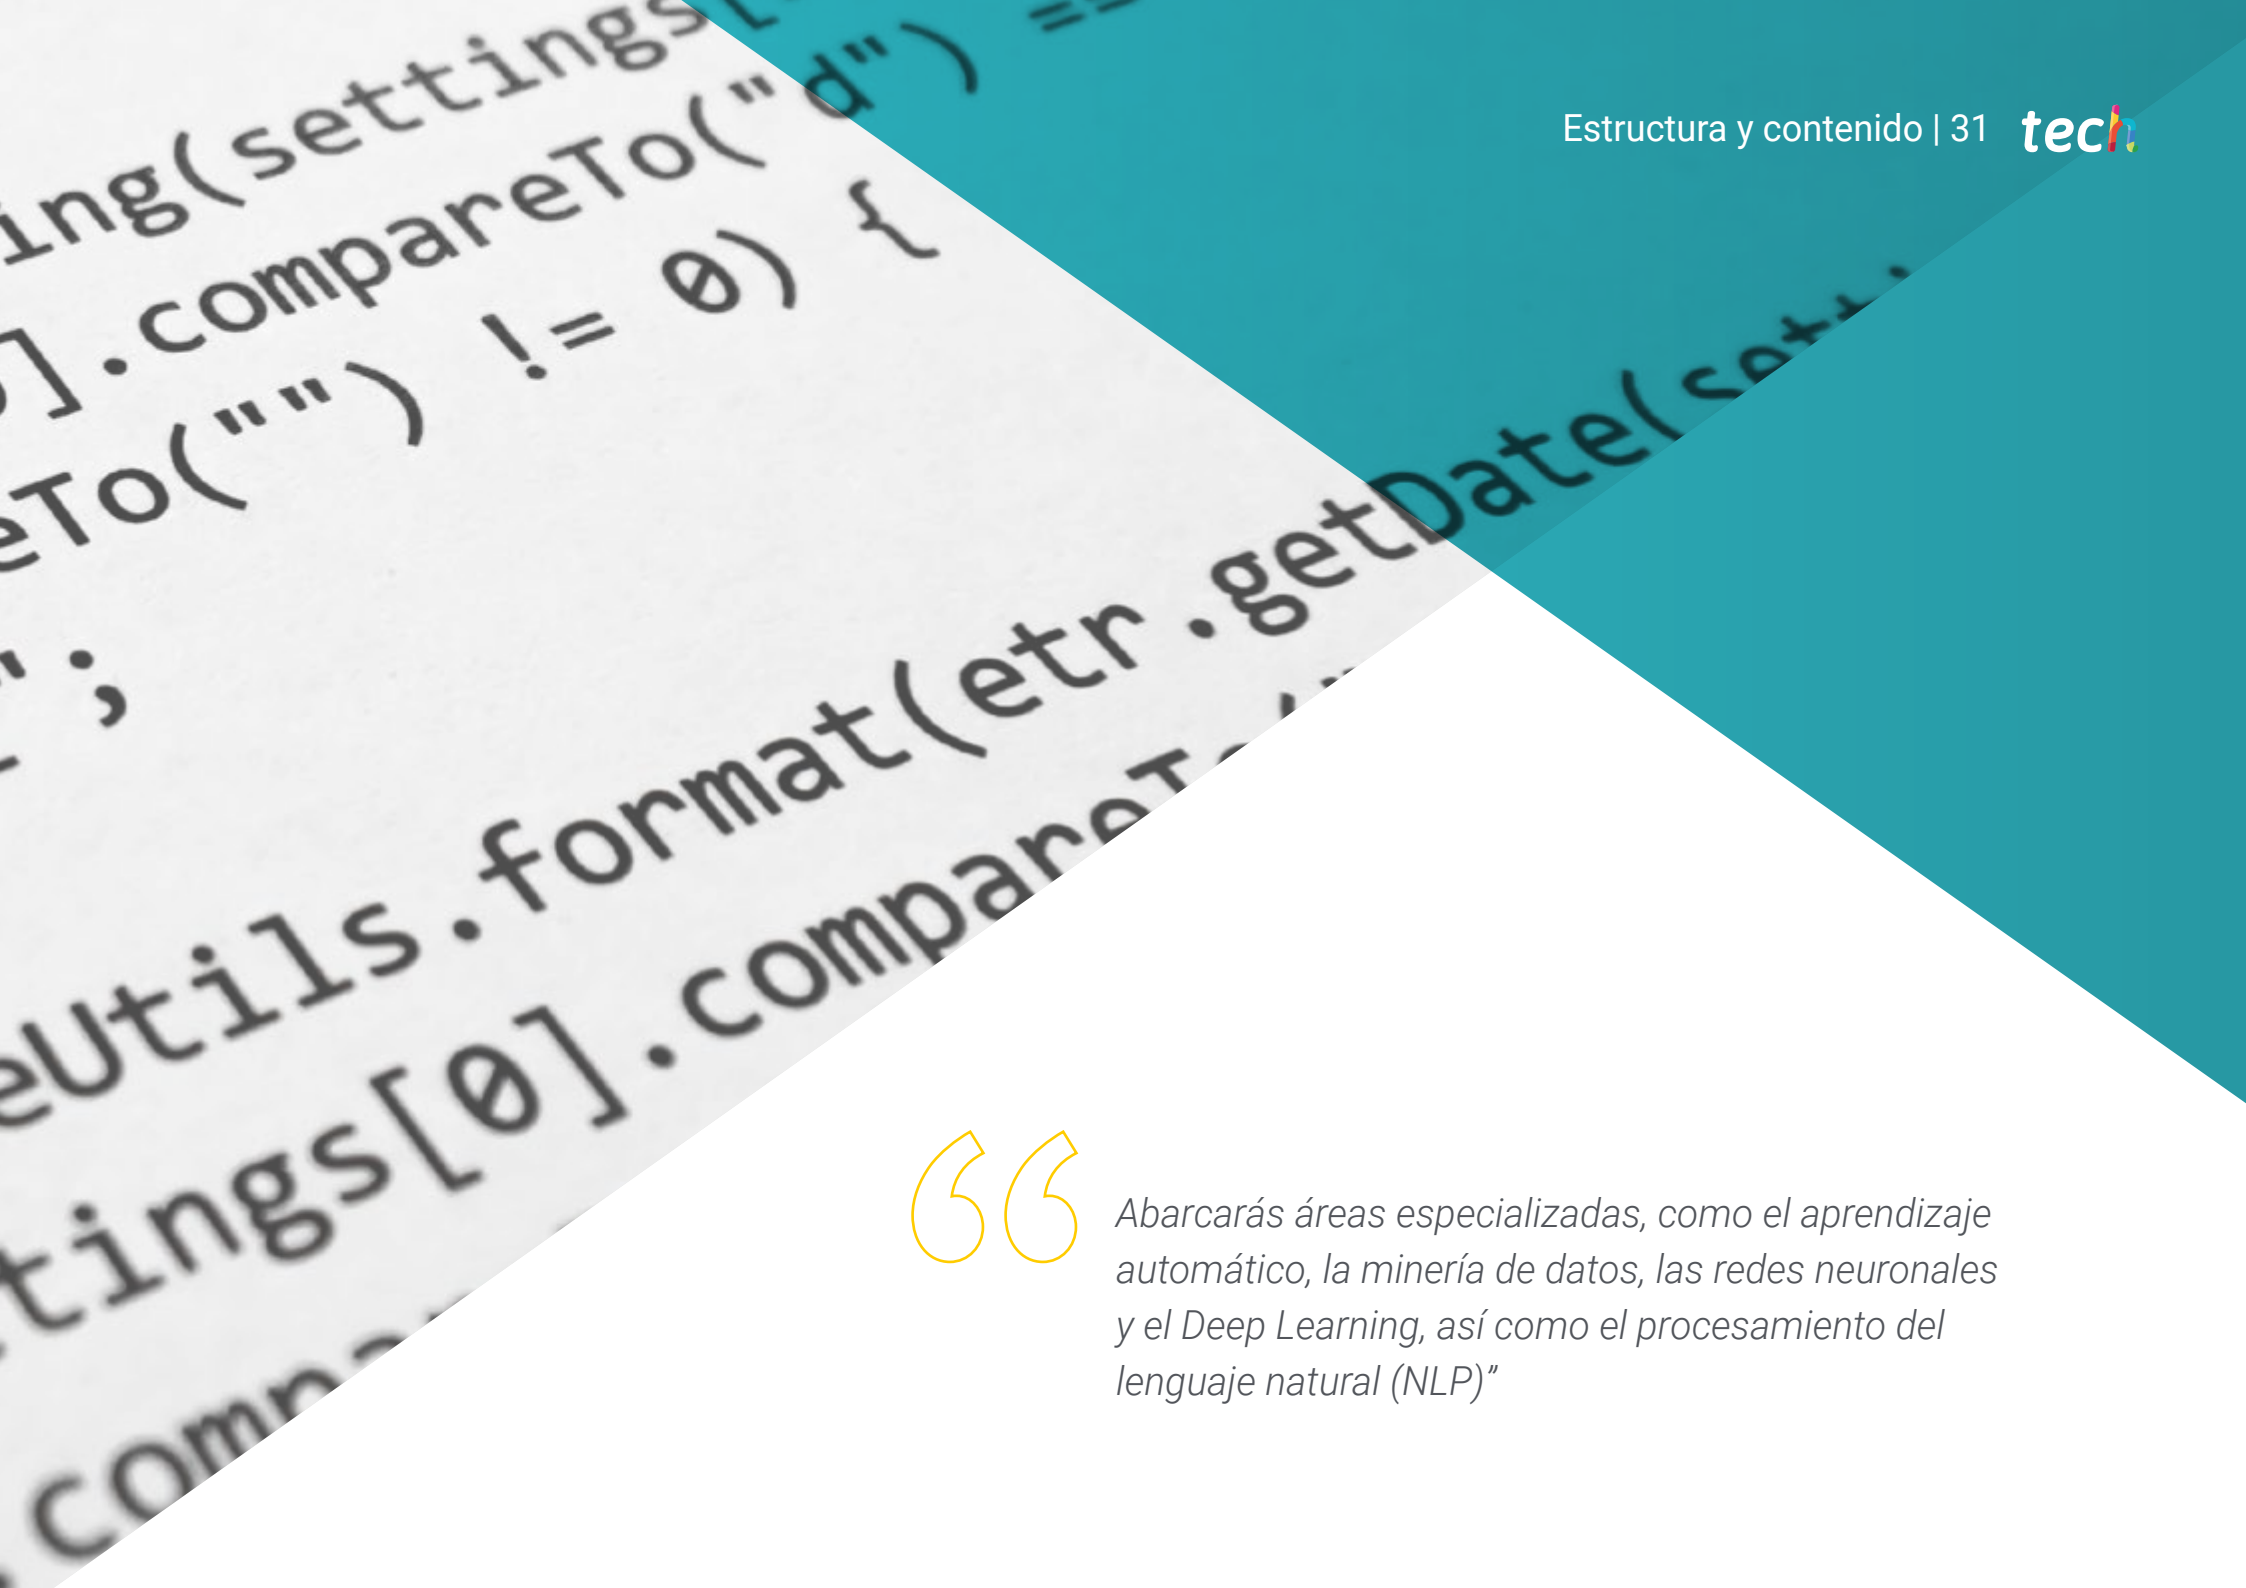 Estructura y contenido | 31 tech
ing(settings[
].compareTo("d") ==
eTo("") != 0) {
";
eUtils.format(etr.getDate(setti
tings[0].compareTo("
.compar
“Abarcarás áreas especializadas, como el aprendizaje
automático, la minería de datos, las redes neuronales
y el Deep Learning, así como el procesamiento del
lenguaje natural (NLP)”